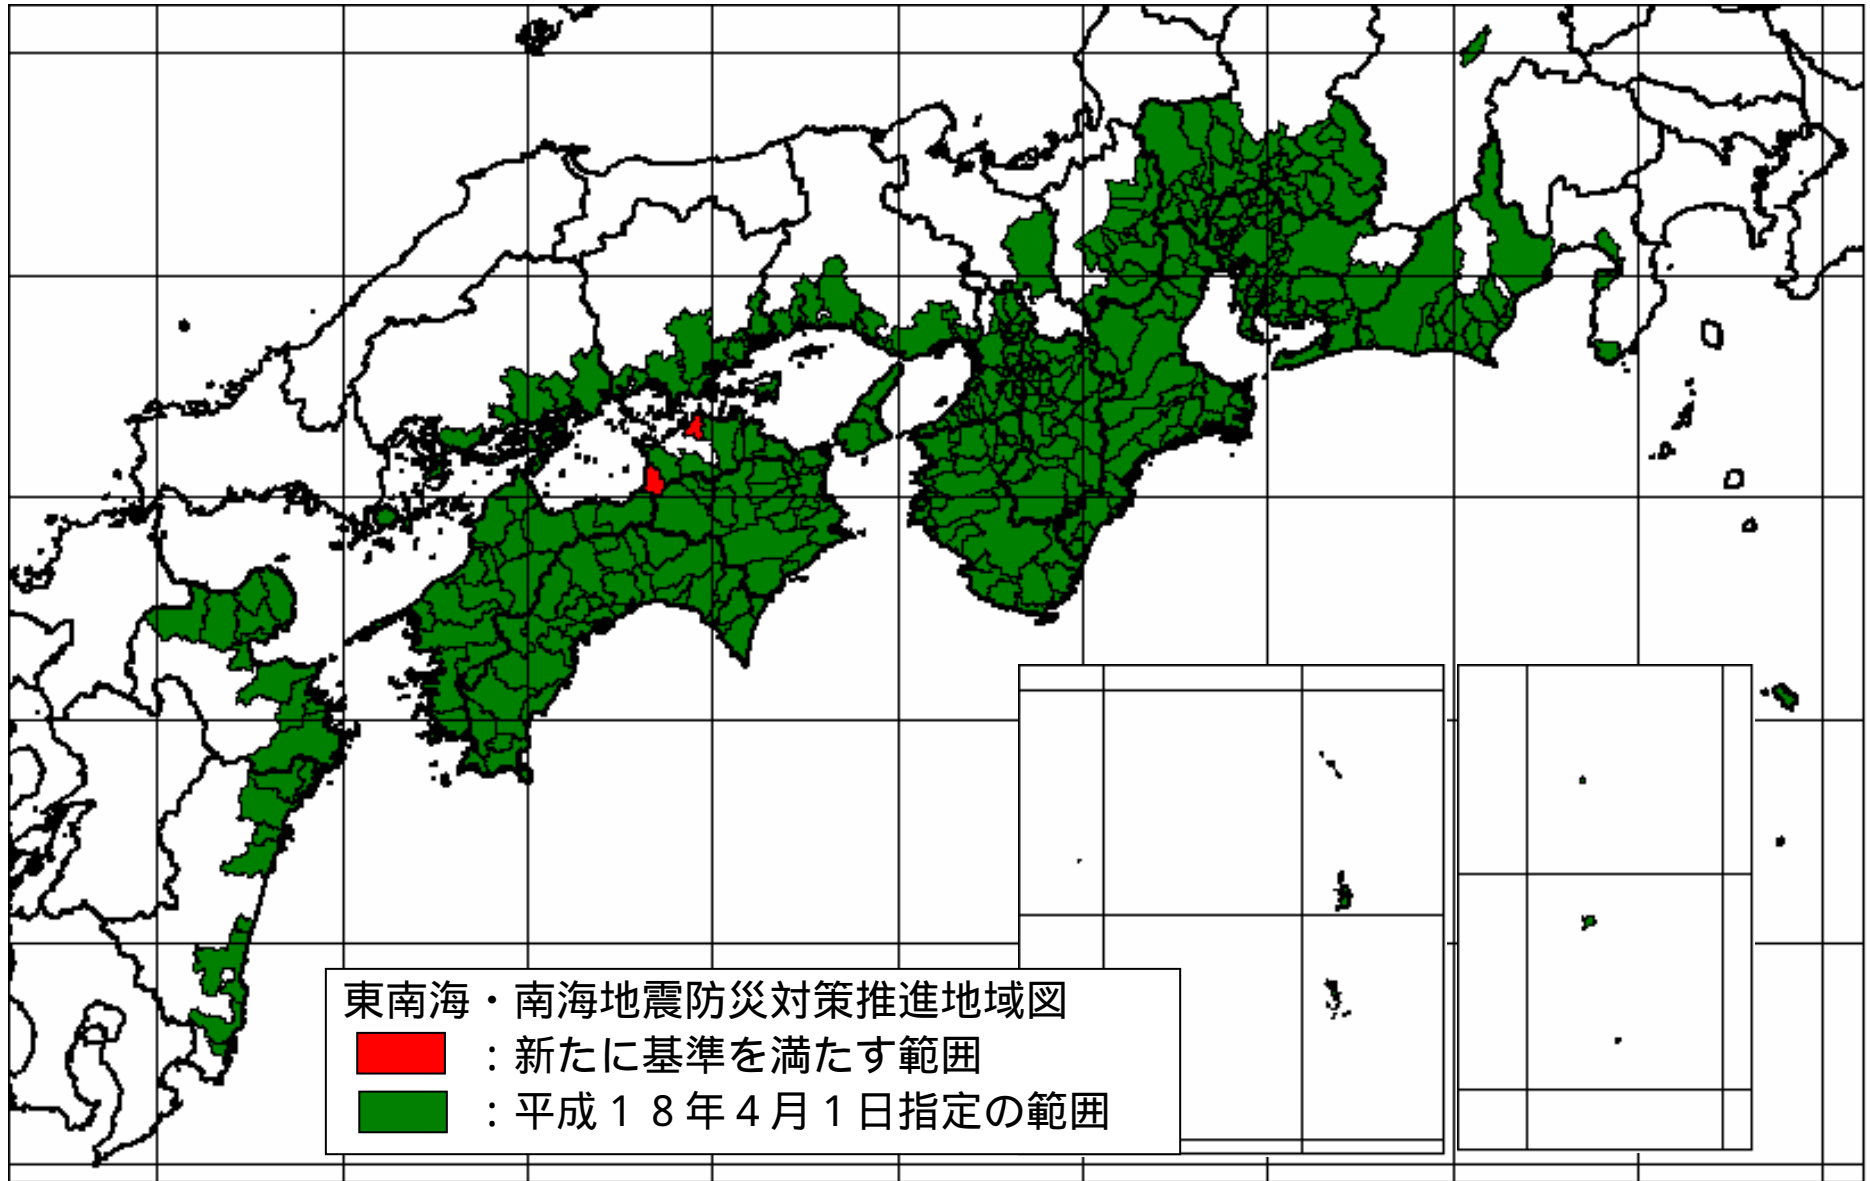 東南海・南海地震防災対策推進地域図
：新たに基準を満たす範囲
：平成１８年４月１日指定の範囲